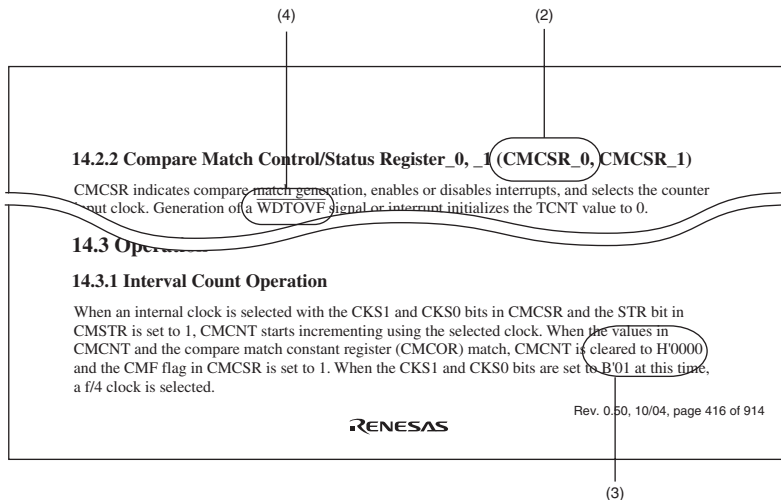 (4)
(2)
14.2.2 Compare Match Control/Status Register_0, _1 (CMCSR_0, CMCSR_1)
CMCSR indicates compare match generation, enables or disables interrupts, and selects the counter
input clock. Generation of a WDTOVF signal or interrupt initializes the TCNT value to 0.
14.3 Operation
14.3.1 Interval Count Operation
When an internal clock is selected with the CKS1 and CKS0 bits in CMCSR and the STR bit in
CMSTR is set to 1, CMCNT starts incrementing using the selected clock. When the values in
CMCNT and the compare match constant register (CMCOR) match, CMCNT is cleared to H'0000
and the CMF flag in CMCSR is set to 1. When the CKS1 and CKS0 bits are set to B'01 at this time,
a f/4 clock is selected.
Rev. 0.50, 10/04, page 416 of 914
RENESAS
(3)